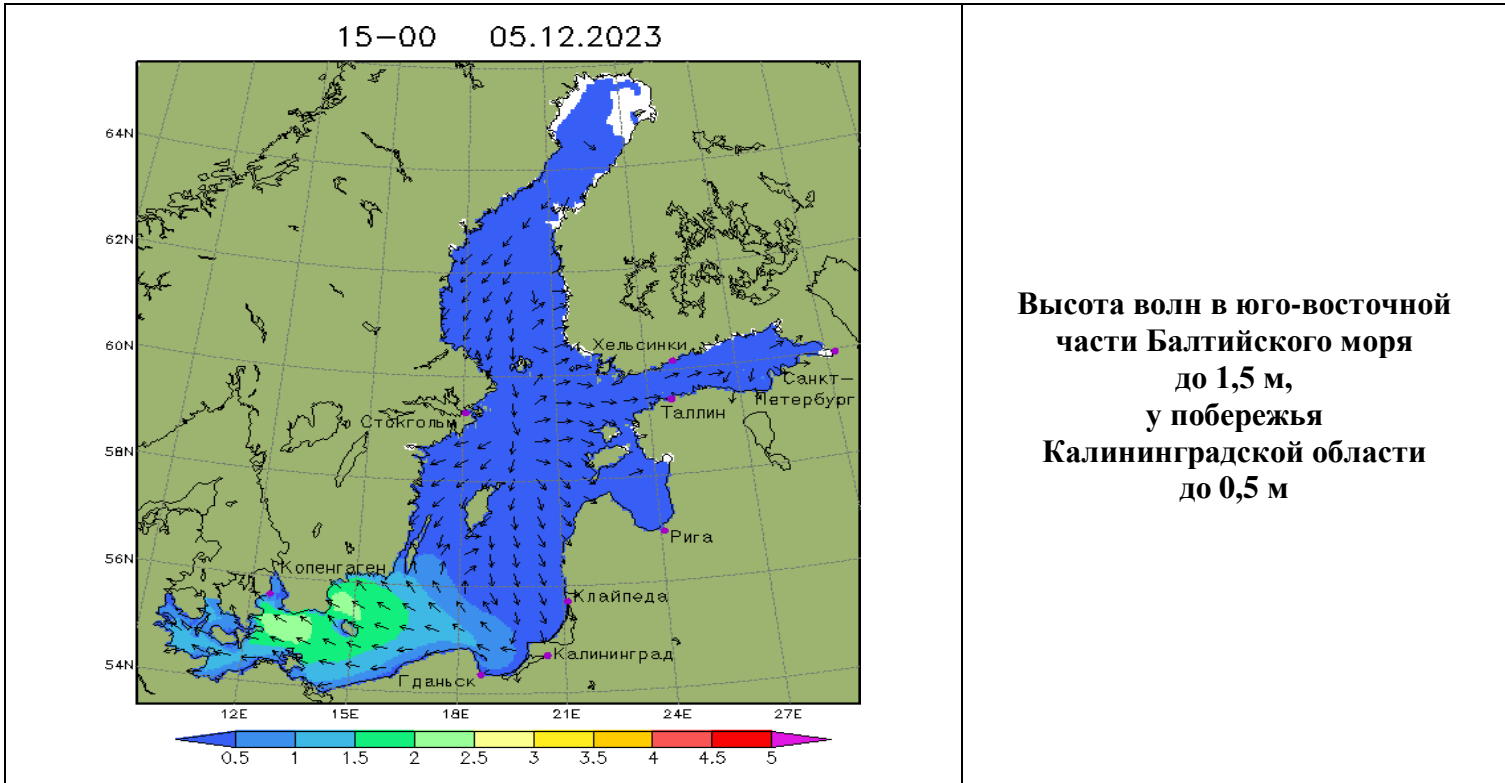 15-00 05.12.2023
64N
62N
Хельсинки
60N
Санкт-
Петербург
Таллин
Стокгольм
58N
Рига
56N
Копенгаген
Клайпеда
Калининград
54N
Гданьск
12E 15E 18E 21E 24E 27E
0.5 1 1.5 2 2.5 3 3.5 4 4.5 5
Высота волн в юго-восточной
части Балтийского моря
до 1,5 м,
у побережья
Калининградской области
до 0,5 м